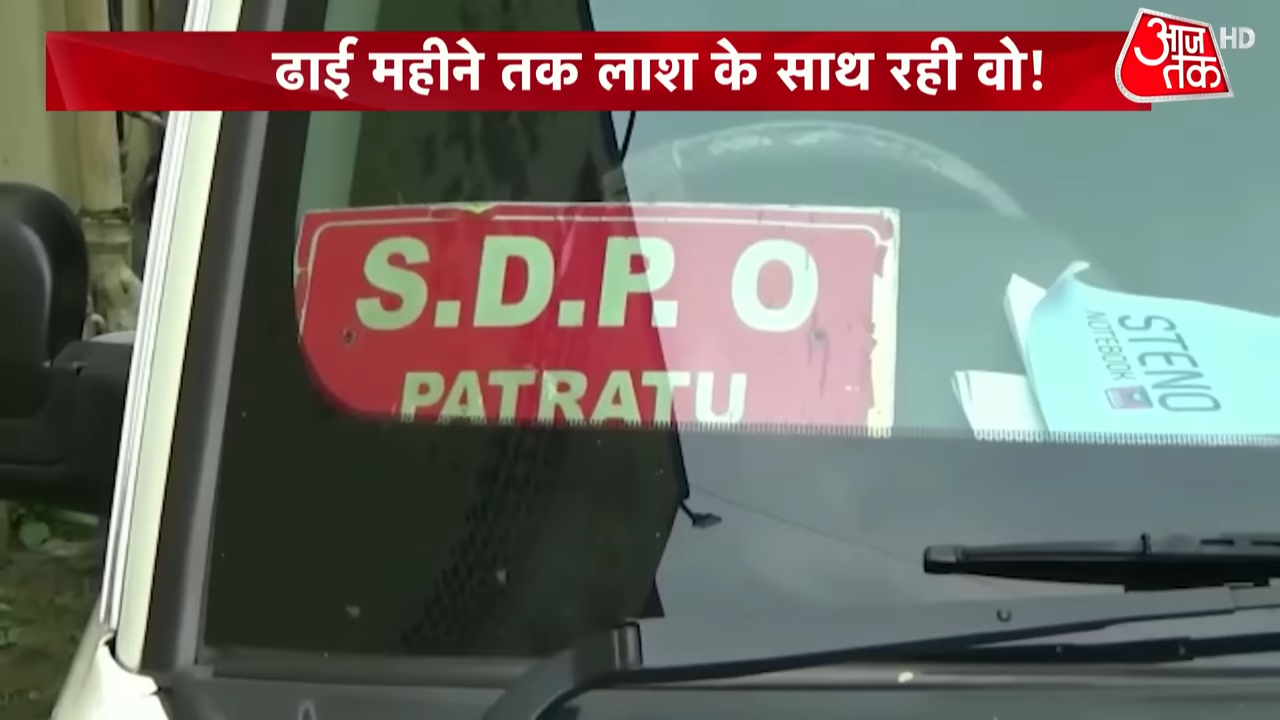 ढाई महीने तक लाश के साथ रही वो!
आज
तक
HD
S.D.P. O
PATRATU
STENO
NOTEBOOK